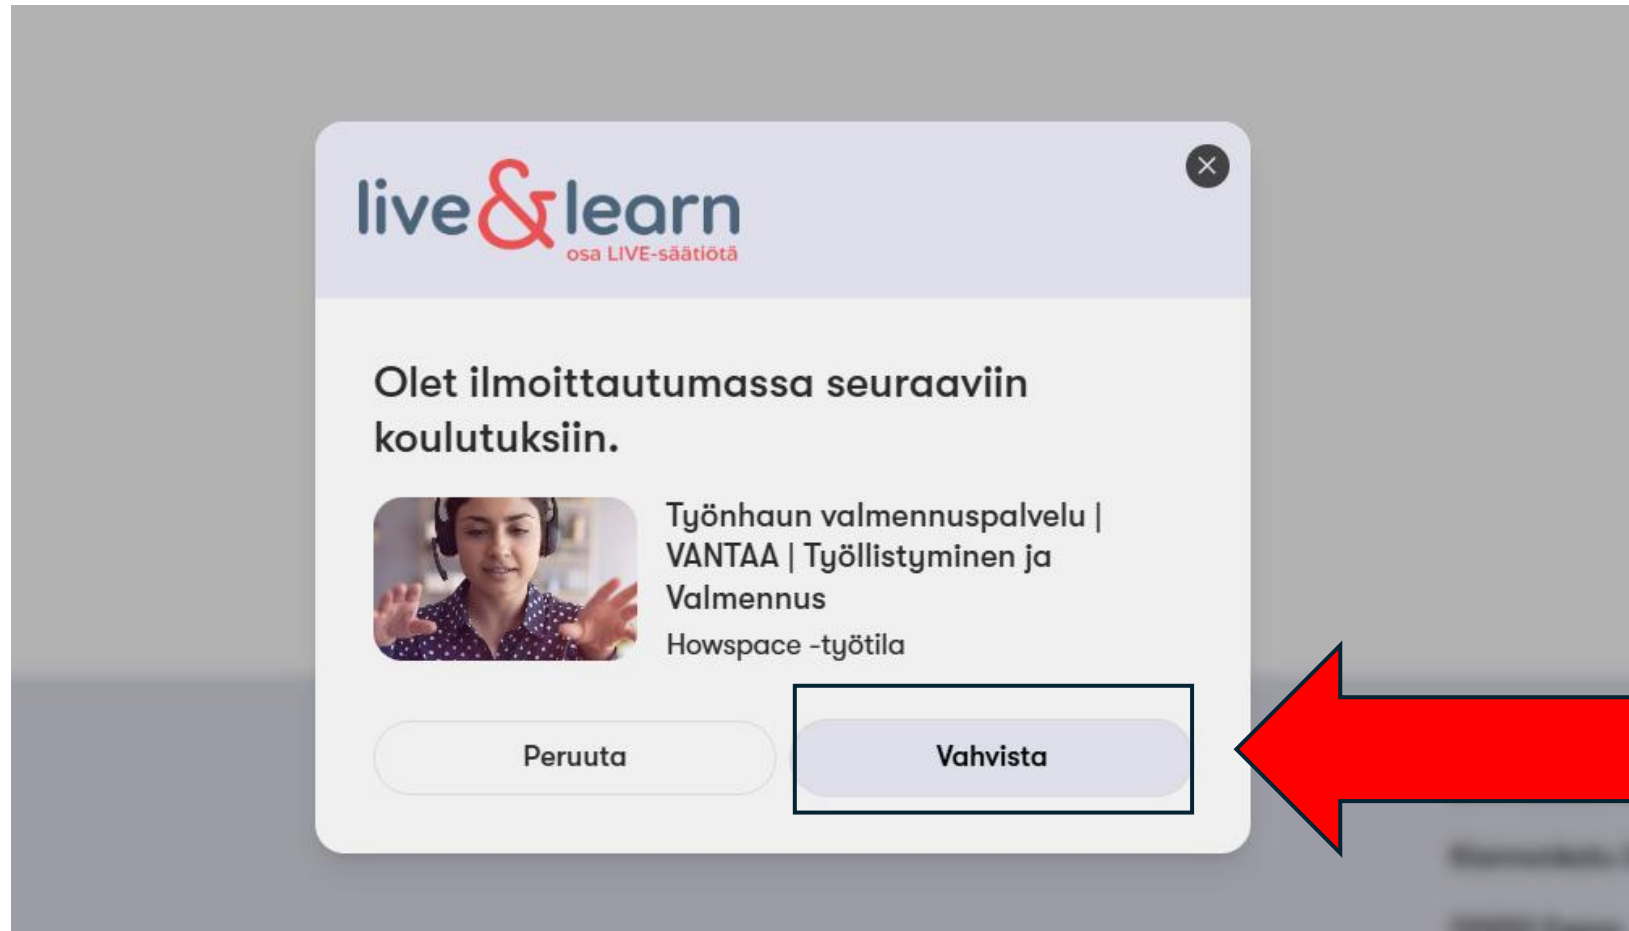 live&learn
osa LIVE-säätiötä
Olet ilmoittautumassa seuraaviin
koulutuksiin.
Työnhaun valmennuspalvelu |
VANTAA | Työllistyminen ja
Valmennus
Howspace -työtila
Peruuta
Vahvista